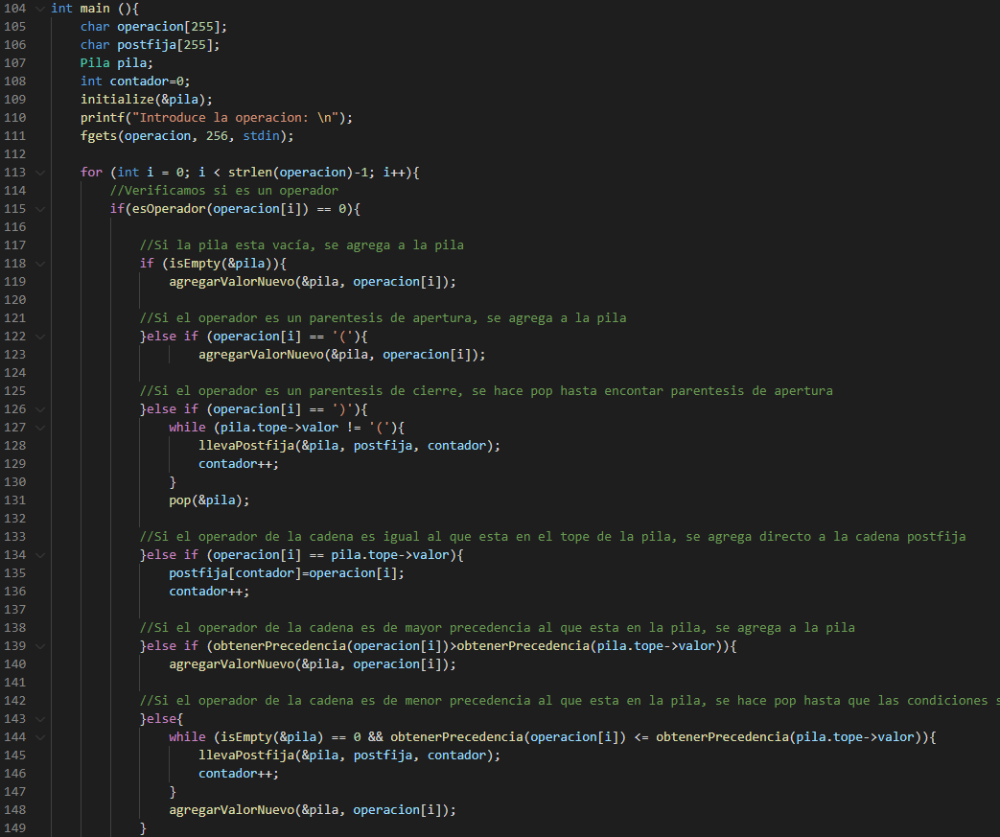 104 int main (){
105 char operacion[255];
106 char postfija[255];
107 Pila pila;
108 int contador=0;
109 initialize(&pila);
110 printf("Introduce la operacion: \n");
111 fgets(operacion, 256, stdin);
112
113 for (int i = 0; i < strlen(operacion)-1; i++){
114 //Verificamos si es un operador
115 if(esOperador(operacion[i]) == 0){
116
117 //Si la pila esta vacía, se agrega a la pila
118 if (isEmpty(&pila)){
119 agregarValorNuevo(&pila, operacion[i]);
120
121 //Si el operador es un parentesis de apertura, se agrega a la pila
122 }else if (operacion[i] == '('){
123 agregarValorNuevo(&pila, operacion[i]);
124
125 //Si el operador es un parentesis de cierre, se hace pop hasta encontar parentesis de apertura
126 }else if (operacion[i] == ')'){
127 while (pila.tope->valor != '('){
128 llevaPostfija(&pila, postfija, contador);
129 contador++;
130 }
131 pop(&pila);
132
133 //Si el operador de la cadena es igual al que esta en el tope de la pila, se agrega directo a la cadena postfija
134 }else if (operacion[i] == pila.tope->valor){
135 postfija[contador]=operacion[i];
136 contador++;
137
138 //Si el operador de la cadena es de mayor precedencia al que esta en la pila, se agrega a la pila
139 }else if (obtenerPrecedencia(operacion[i])>obtenerPrecedencia(pila.tope->valor)){
140 agregarValorNuevo(&pila, operacion[i]);
141
142 //Si el operador de la cadena es de menor precedencia al que esta en la pila, se hace pop hasta que las condiciones s
143 }else{
144 while (isEmpty(&pila) == 0 && obtenerPrecedencia(operacion[i]) <= obtenerPrecedencia(pila.tope->valor)){
145 llevaPostfija(&pila, postfija, contador);
146 contador++;
147 }
148 agregarValorNuevo(&pila, operacion[i]);
149 }